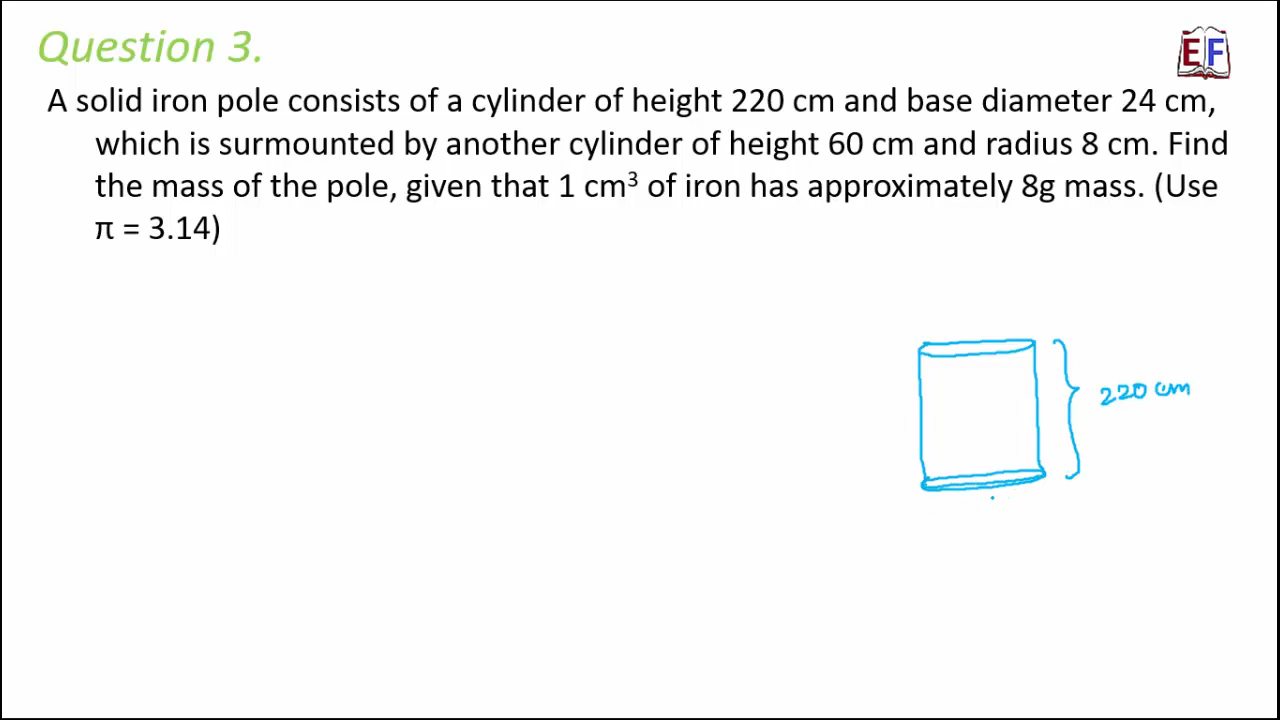 Question 3.
EF
A solid iron pole consists of a cylinder of height 220 cm and base diameter 24 cm,
which is surmounted by another cylinder of height 60 cm and radius 8 cm. Find
the mass of the pole, given that 1 cm³ of iron has approximately 8g mass. (Use
π = 3.14)
220 cm